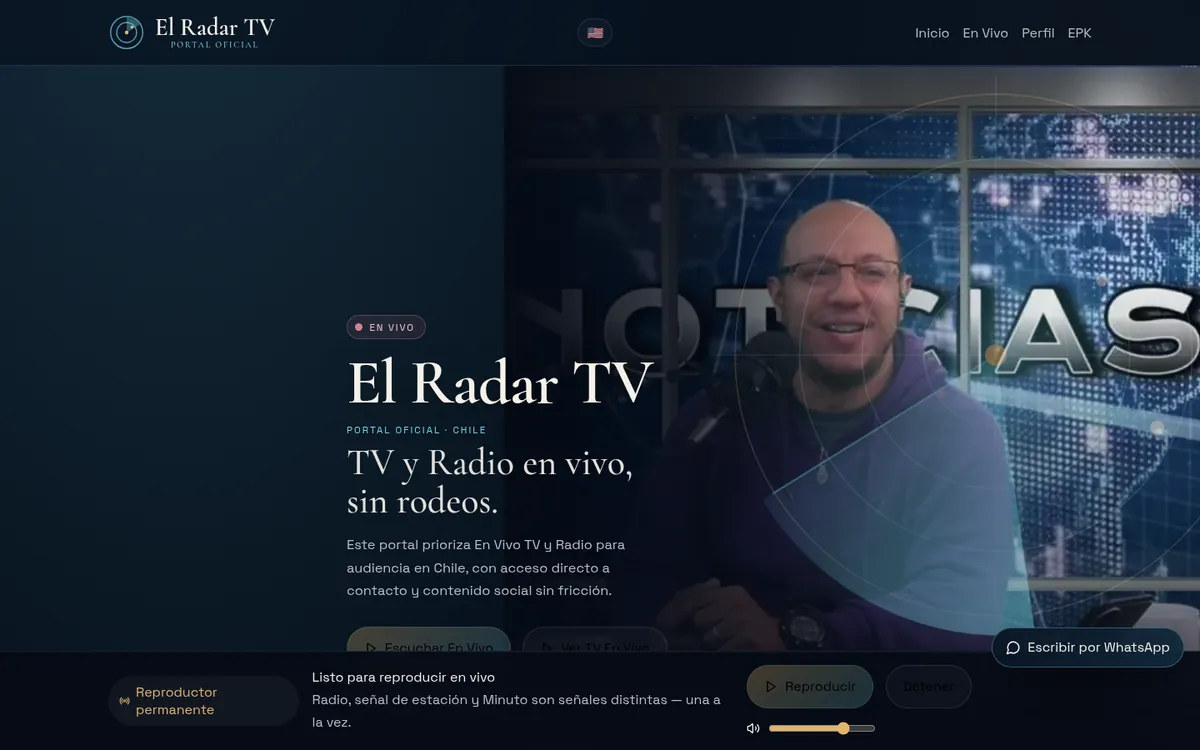 El Radar TV
PORTAL OFICIAL
Inicio En Vivo Perfil EPK
NOTICIAS
EN VIVO
El Radar TV
PORTAL OFICIAL · CHILE
TV y Radio en vivo,
sin rodeos.
Este portal prioriza En Vivo TV y Radio para
audiencia en Chile, con acceso directo a
contacto y contenido social sin fricción.
Escuchar En Vivo Ver TV En Vivo
Escribir por WhatsApp
Reproductor
permanente
Listo para reproducir en vivo
Radio, señal de estación y Minuto son señales distintas — una a
la vez.
Reproducir Detener